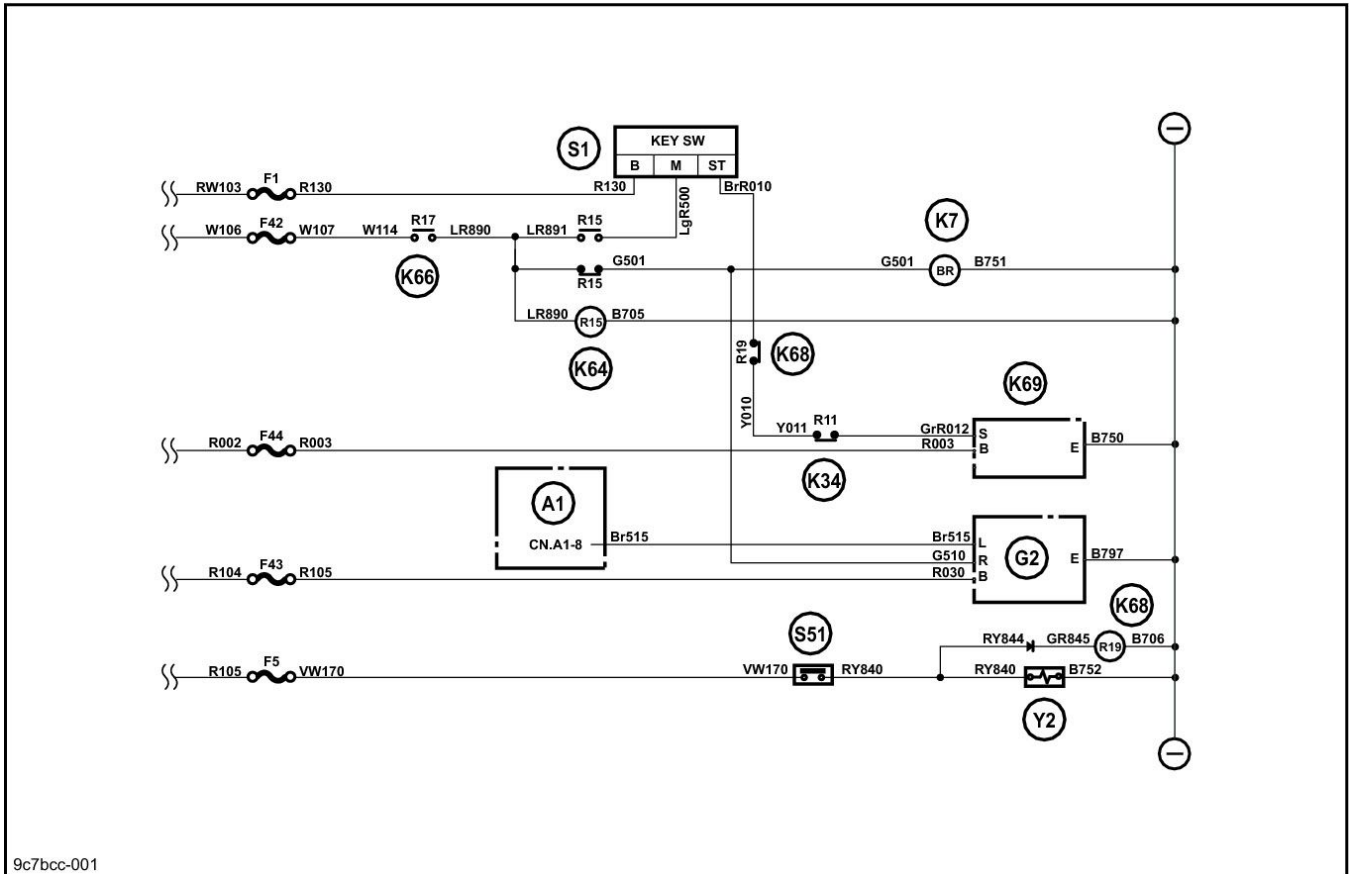 S1
KEY SW
B M ST
RW103 F1 R130 R130 BrR010
LgR500
W106 F42 W107 W114 R17 LR890 LR891 R15
K66
K7
R15 G501 G501 BR B751
LR890 R15 B705
K64
R19 K68
Y010
K69
Y011 R11 GrR012 S
K34
R002 F44 R003 R003 B E B750
A1
CN.A1-8 Br515 Br515 L
G510 R G2 E B797
R104 F43 R105 R030 B
K68
S51
RY844 GR845 R19 B706
R105 F5 VW170 VW170 RY840 RY840 B752
Y2
9c7bcc-001